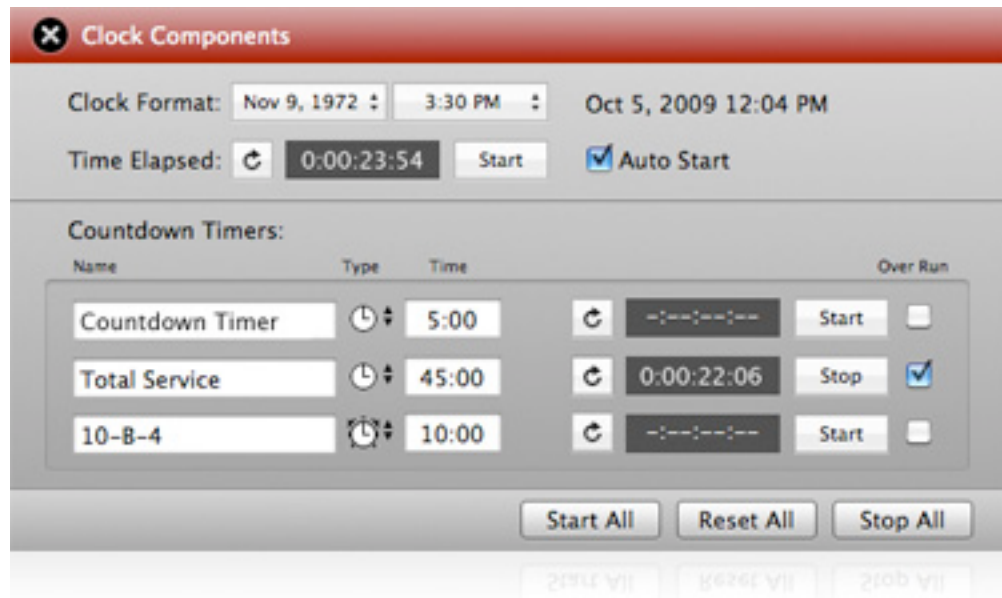 Clock Components
Clock Format: Nov 9, 1972 3:30 PM Oct 5, 2009 12:04 PM
Time Elapsed: 0:00:23:54 Start Auto Start
Countdown Timers:
Name Type Time Over Run
Countdown Timer 5:00 -:--:--:-- Start
Total Service 45:00 0:00:22:06 Stop
10-B-4 10:00 -:--:--:-- Start
Start All Reset All Stop All